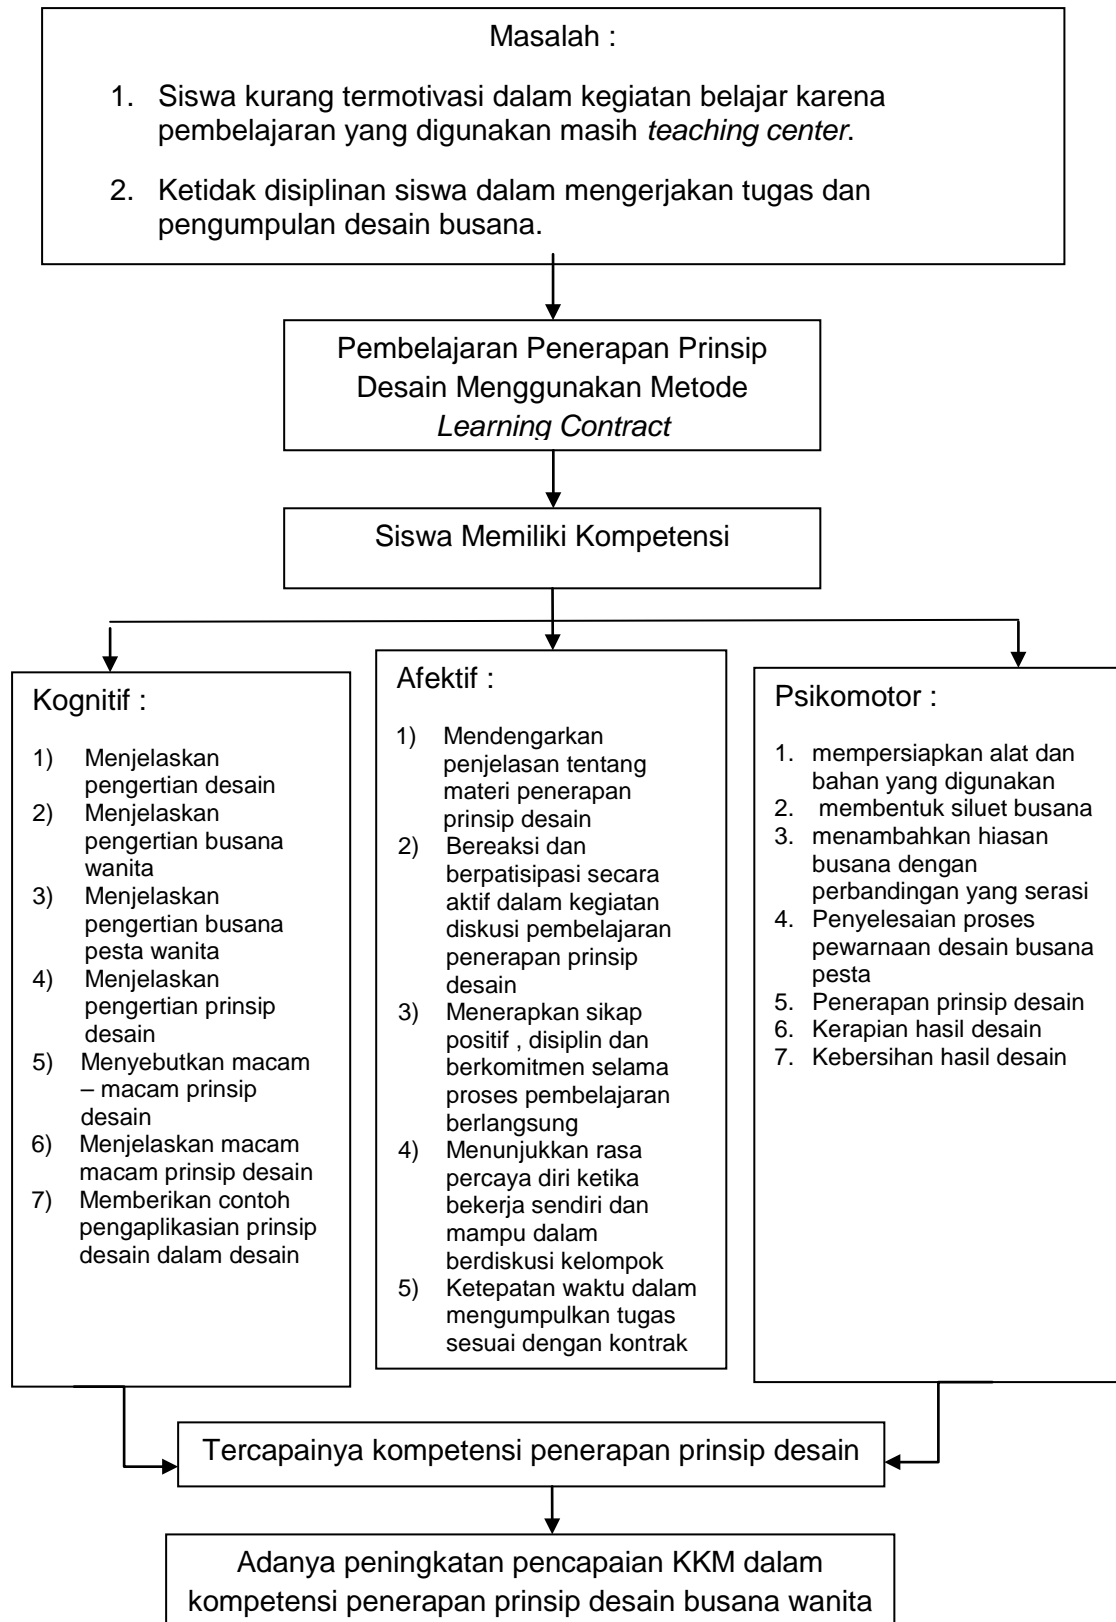 Masalah :
1. Siswa kurang termotivasi dalam kegiatan belajar karena
pembelajaran yang digunakan masih teaching center.
2. Ketidak disiplinan siswa dalam mengerjakan tugas dan
pengumpulan desain busana.
Pembelajaran Penerapan Prinsip
Desain Menggunakan Metode
Learning Contract
Siswa Memiliki Kompetensi
Kognitif :
1) Menjelaskan
pengertian desain
2) Menjelaskan
pengertian busana
wanita
3) Menjelaskan
pengertian busana
pesta wanita
4) Menjelaskan
pengertian prinsip
desain
5) Menyebutkan macam
– macam prinsip
desain
6) Menjelaskan macam
macam prinsip desain
7) Memberikan contoh
pengaplikasian prinsip
desain dalam desain
Afektif :
1) Mendengarkan
penjelasan tentang
materi penerapan
prinsip desain
2) Bereaksi dan
berpatisipasi secara
aktif dalam kegiatan
diskusi pembelajaran
penerapan prinsip
desain
3) Menerapkan sikap
positif , disiplin dan
berkomitmen selama
proses pembelajaran
berlangsung
4) Menunjukkan rasa
percaya diri ketika
bekerja sendiri dan
mampu dalam
berdiskusi kelompok
5) Ketepatan waktu dalam
mengumpulkan tugas
sesuai dengan kontrak
Psikomotor :
1. mempersiapkan alat dan
bahan yang digunakan
2. membentuk siluet busana
3. menambahkan hiasan
busana dengan
perbandingan yang serasi
4. Penyelesaian proses
pewarnaan desain busana
pesta
5. Penerapan prinsip desain
6. Kerapian hasil desain
7. Kebersihan hasil desain
Tercapainya kompetensi penerapan prinsip desain
Adanya peningkatan pencapaian KKM dalam
kompetensi penerapan prinsip desain busana wanita